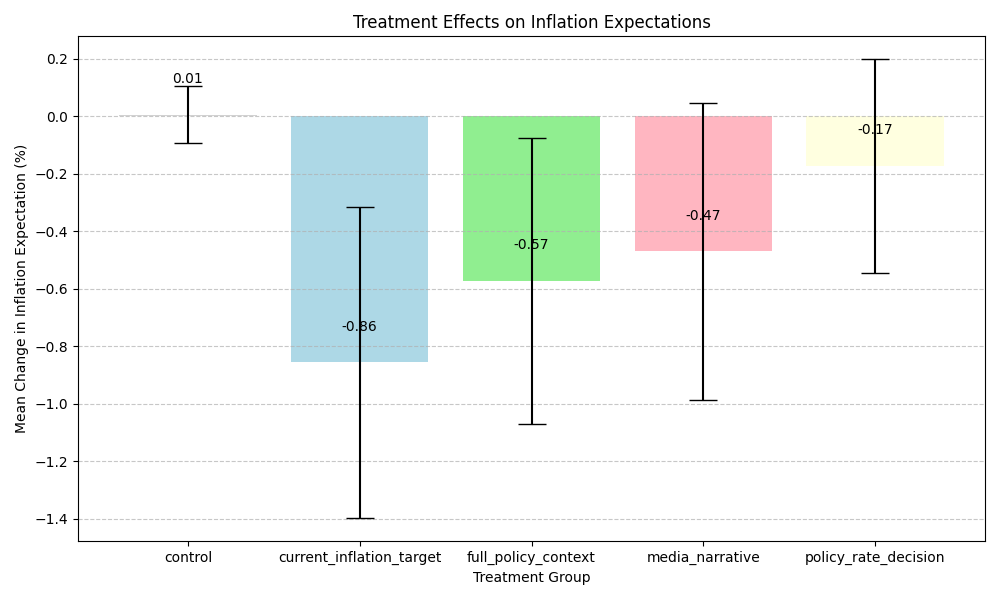 Treatment Effects on Inflation Expectations
Mean Change in Inflation Expectation (%)
0.2
0.0
−0.2
−0.4
−0.6
−0.8
−1.0
−1.2
−1.4
0.01
-0.86
-0.57
-0.47
-0.17
control
current_inflation_target
full_policy_context
media_narrative
policy_rate_decision
Treatment Group